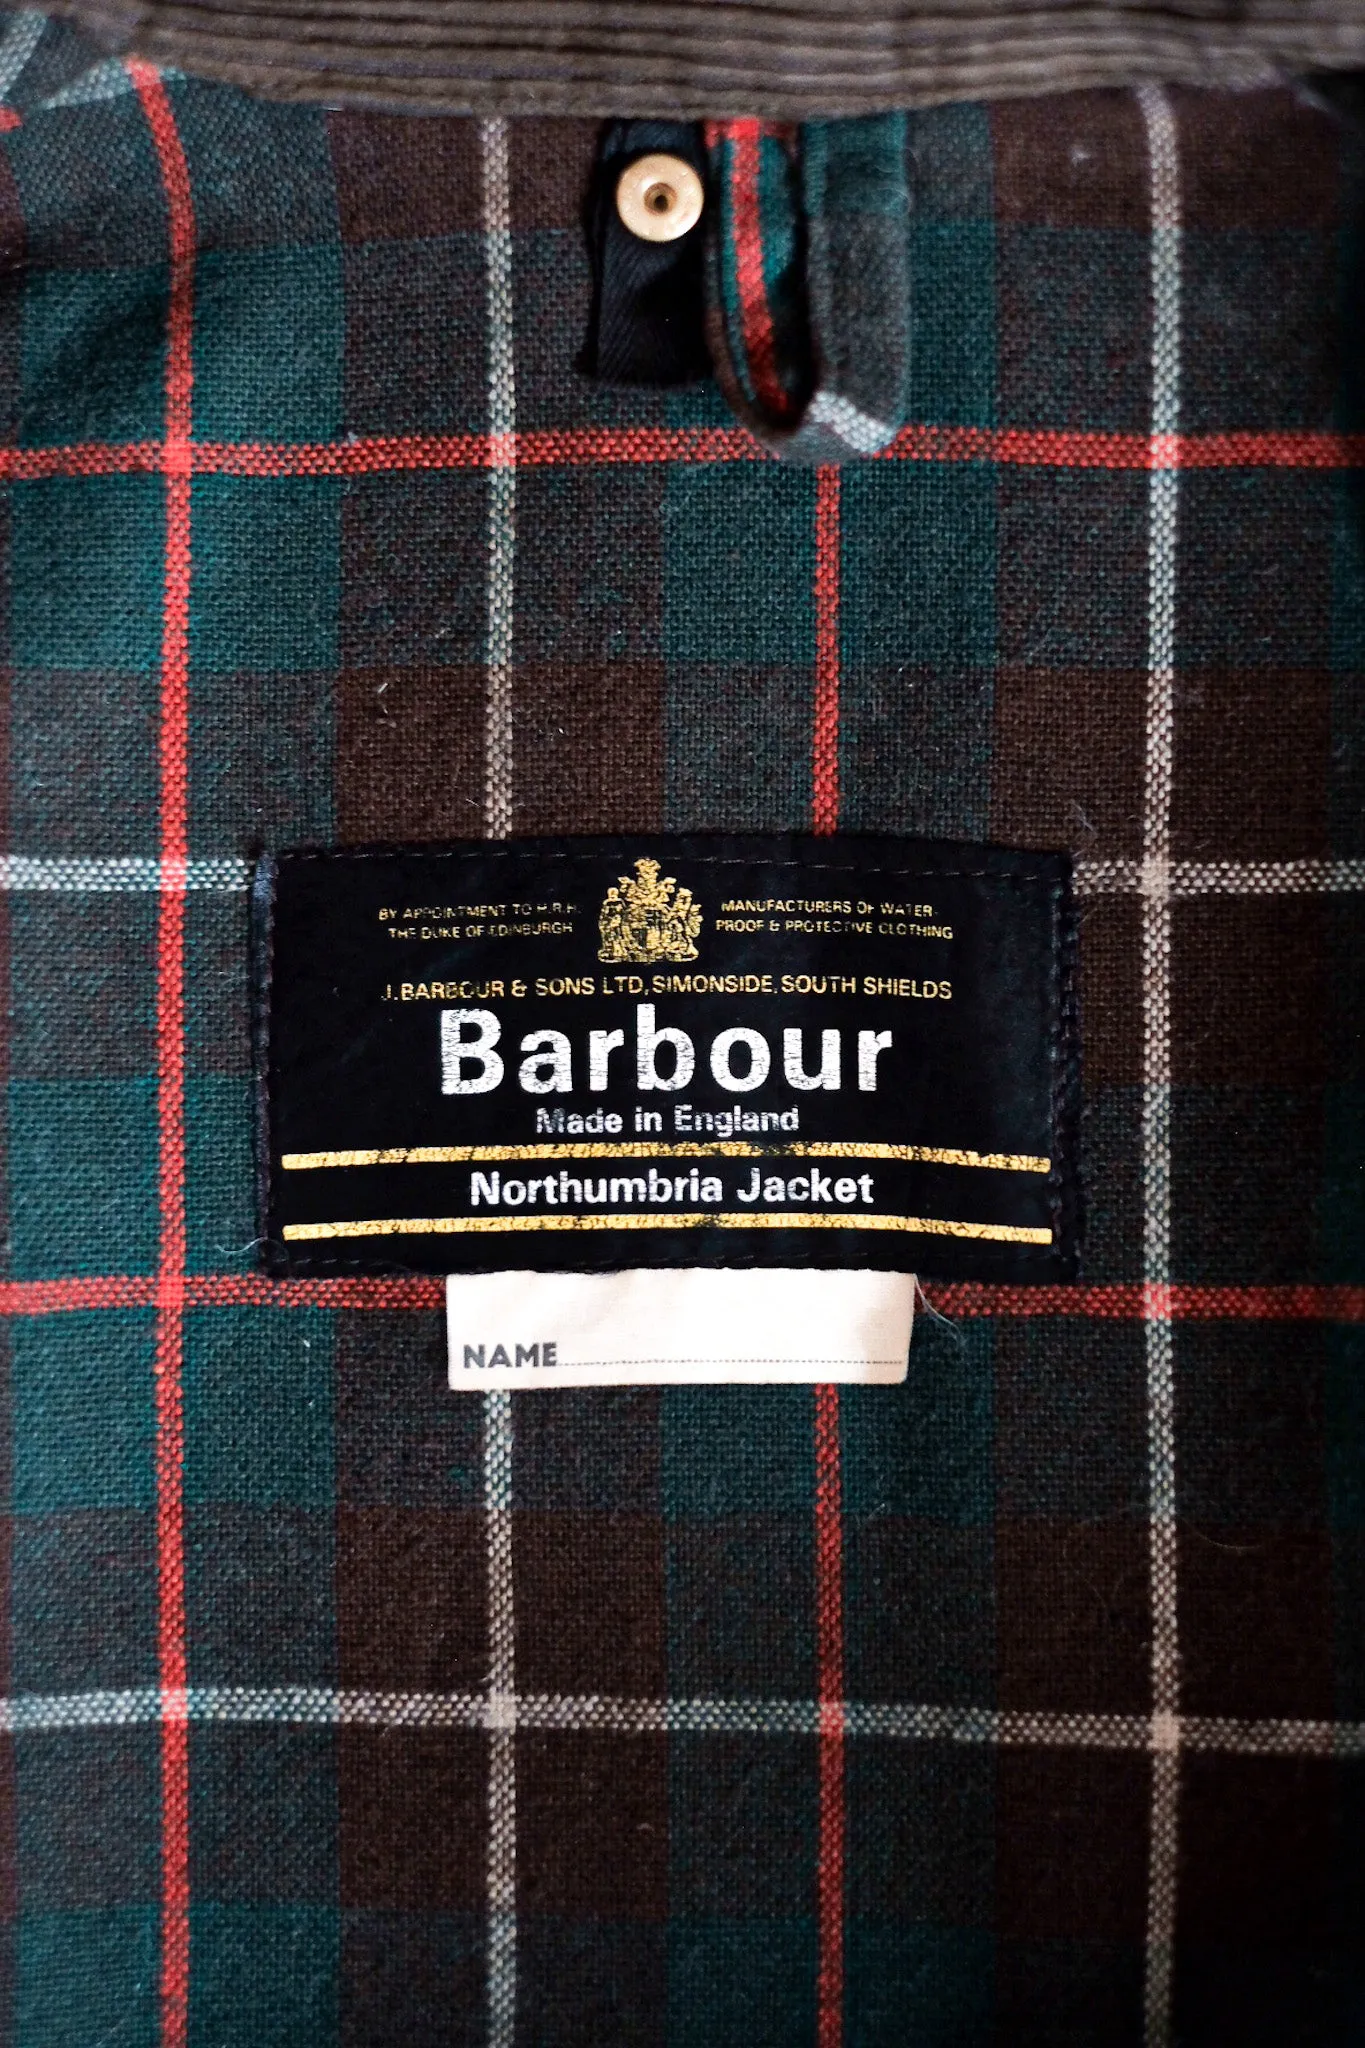 BY APPOINTMENT TO H.R.H. MANUFACTURERS OF WATER-
THE DUKE OF EDINBURGH PROOF & PROTECTIVE CLOTHING
J. BARBOUR & SONS LTD, SIMONSIDE, SOUTH SHIELDS
Barbour
Made in England
Northumbria Jacket
NAME